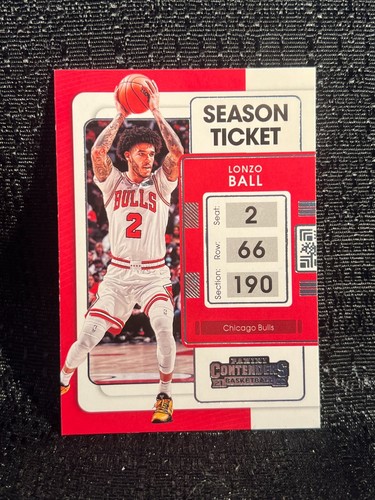 SEASON
TICKET
LONZO
BALL
Seat: 2
Row: 66
Section: 190
Chicago Bulls
PANINI
CONTENDERS
BASKETBALL
BULLS
2